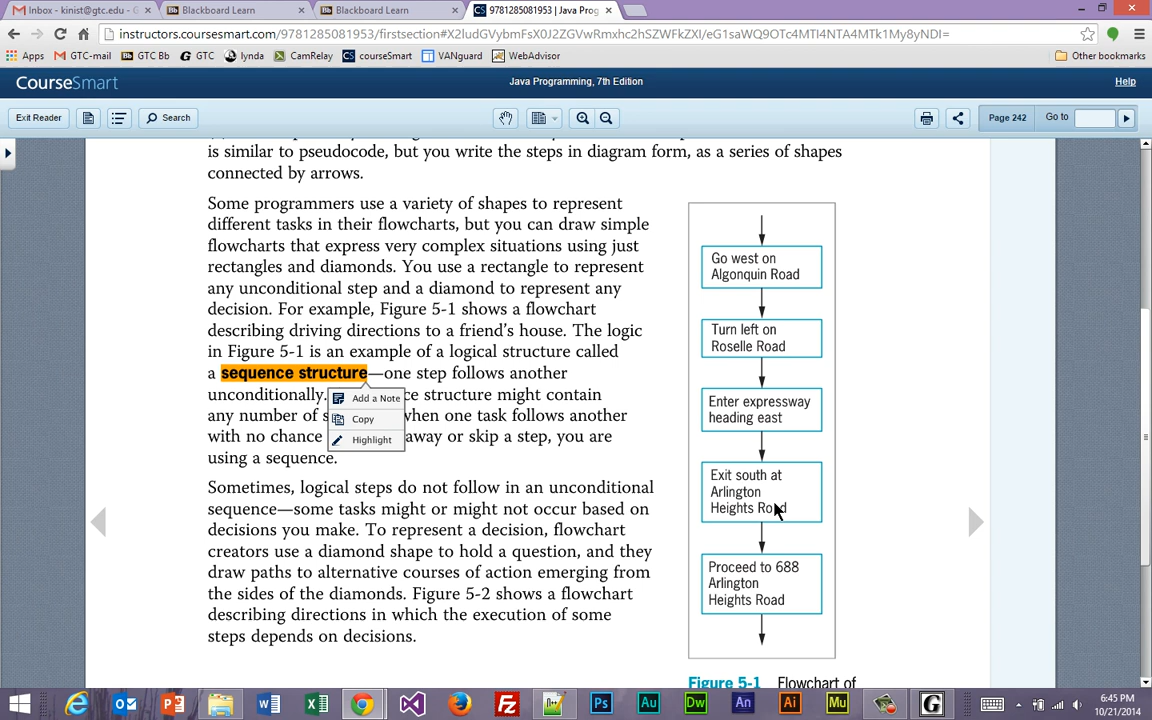 Inbox - kinist@gtc.edu - G
Blackboard Learn
Blackboard Learn
CS 9781285081953 | Java Prog
instructors.coursesmart.com/9781285081953/firstsection#X2ludGVybmFsX0J2ZGVwRmxhc2hSZWFkZXI/eG1saWQ9OTc4MTI4NTA4MTk1My8yNDI=
Apps GTC-mail GTC Bb GTC lynda CamRelay CS courseSmart VANguard WebAdvisor Other bookmarks
CourseSmart Java Programming, 7th Edition Help
Exit Reader Search Page 242 Go to
is similar to pseudocode, but you write the steps in diagram form, as a series of shapes
connected by arrows.
Some programmers use a variety of shapes to represent
different tasks in their flowcharts, but you can draw simple
flowcharts that express very complex situations using just
rectangles and diamonds. You use a rectangle to represent
any unconditional step and a diamond to represent any
decision. For example, Figure 5-1 shows a flowchart
describing driving directions to a friend's house. The logic
in Figure 5-1 is an example of a logical structure called
a sequence structure—one step follows another
unconditionally. ce structure might contain
any number of s when one task follows another
with no chance away or skip a step, you are
using a sequence.
Add a Note
Copy
Highlight
Sometimes, logical steps do not follow in an unconditional
sequence—some tasks might or might not occur based on
decisions you make. To represent a decision, flowchart
creators use a diamond shape to hold a question, and they
draw paths to alternative courses of action emerging from
the sides of the diamonds. Figure 5-2 shows a flowchart
describing directions in which the execution of some
steps depends on decisions.
Go west on
Algonquin Road
Turn left on
Roselle Road
Enter expressway
heading east
Exit south at
Arlington
Heights Road
Proceed to 688
Arlington
Heights Road
Figure 5-1 Flowchart of
Ps Au Dw An Ai Mu G
6:45 PM
10/21/2014